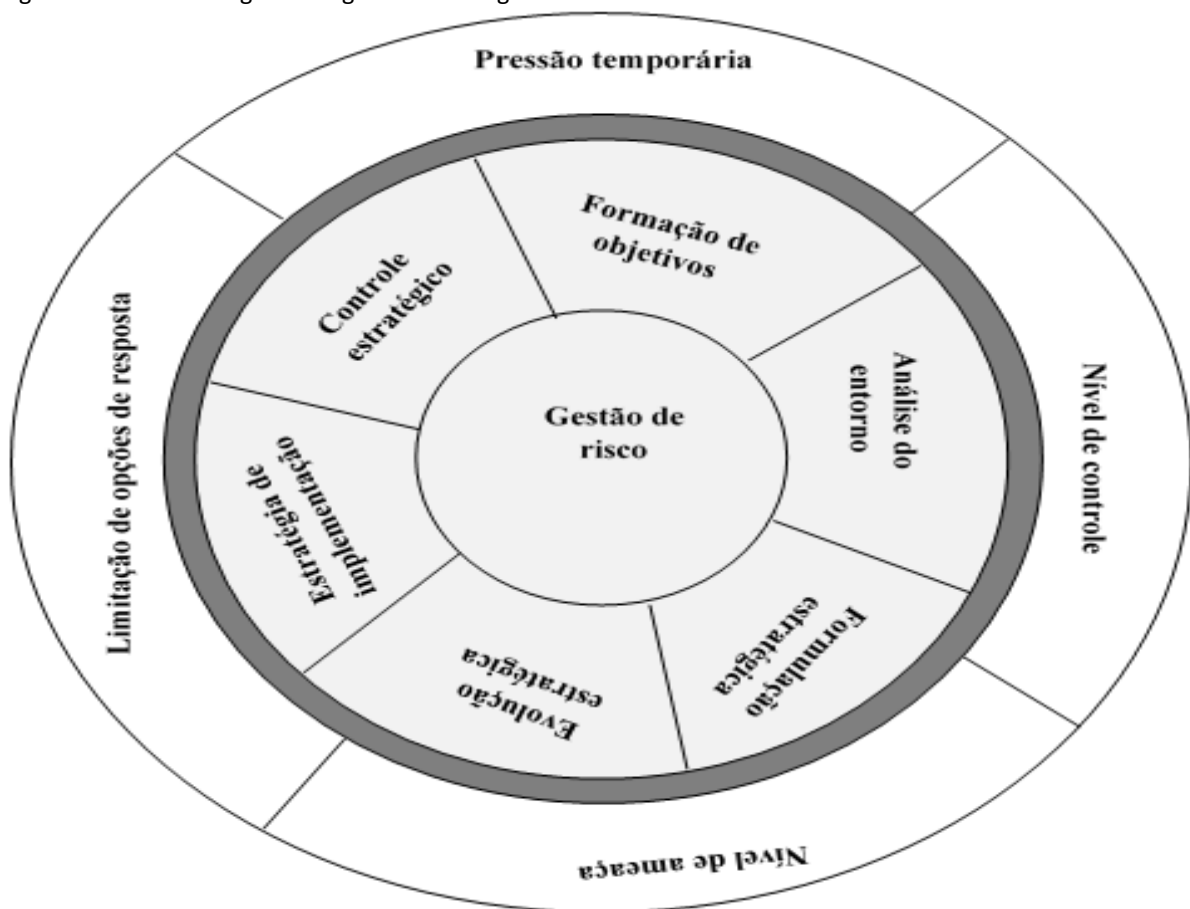 Pressão temporária
Formação de
objetivos
Controle
estratégico
Análise do
entorno
Nível de controle
Gestão de
risco
Limitação de opções de resposta
Estratégia de
implementação
Formulação
estratégica
Evolução
estratégica
Nível de ameaça